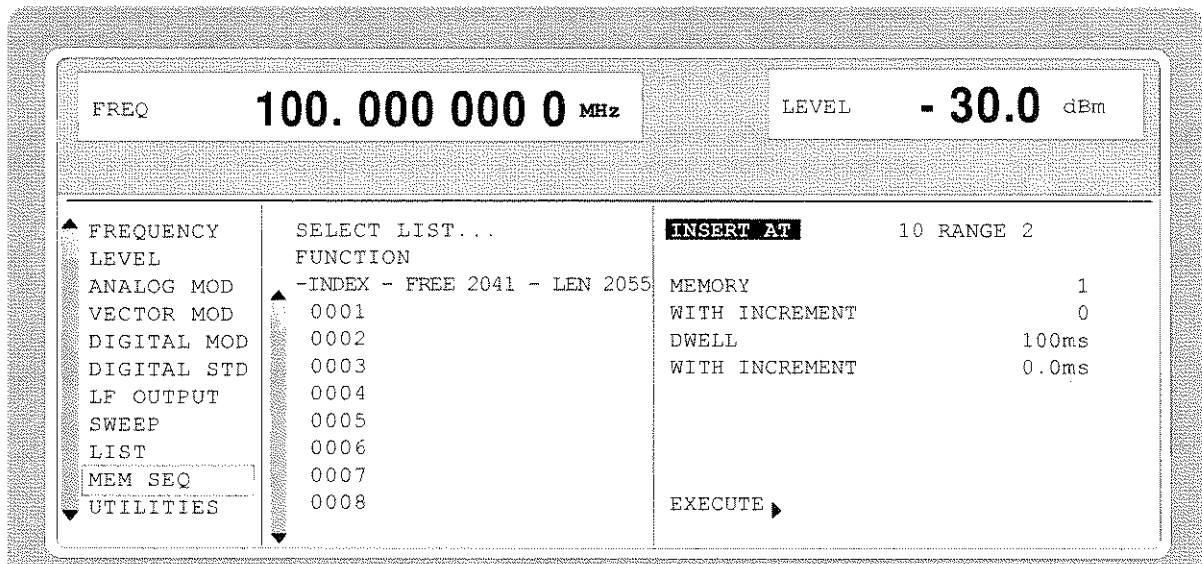 FREQ 100. 000 000 0 MHz LEVEL - 30.0 dBm
FREQUENCY
LEVEL
ANALOG MOD
VECTOR MOD
DIGITAL MOD
DIGITAL STD
LF OUTPUT
SWEEP
LIST
MEM SEQ
UTILITIES
SELECT LIST...
FUNCTION
-INDEX - FREE 2041 - LEN 2055
0001
0002
0003
0004
0005
0006
0007
0008
INSERT AT 10 RANGE 2
MEMORY 1
WITH INCREMENT 0
DWELL 100ms
WITH INCREMENT 0.0ms
EXECUTE